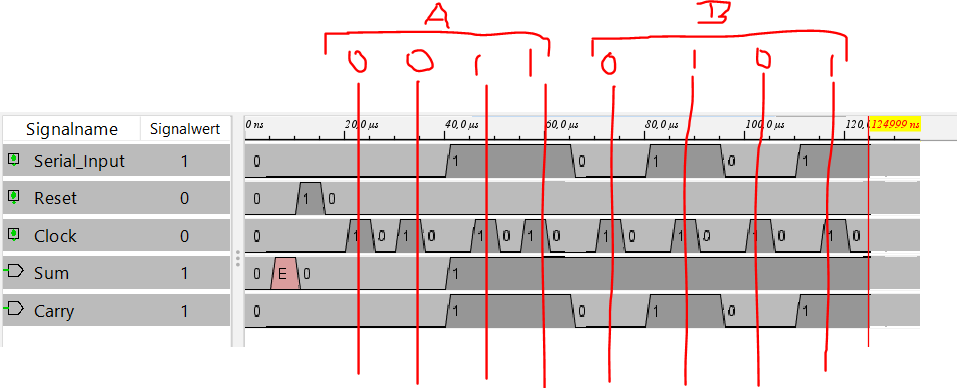 A B
0 0 1 1 0 1 0 1
Signalname Signalwert 0 ns 20,0 µs 40,0 µs 60,0 µs 80,0 µs 100,0 µs 120, 124999 ns
Serial_Input 1 0 1 0 1 0 1
Reset 0 0 1 0
Clock 0 0 1 0 1 0 1 0 1 0 1 0 1 0 1 0 1 0
Sum 1 0 E 0 1
Carry 1 0 1 0 1 0 1